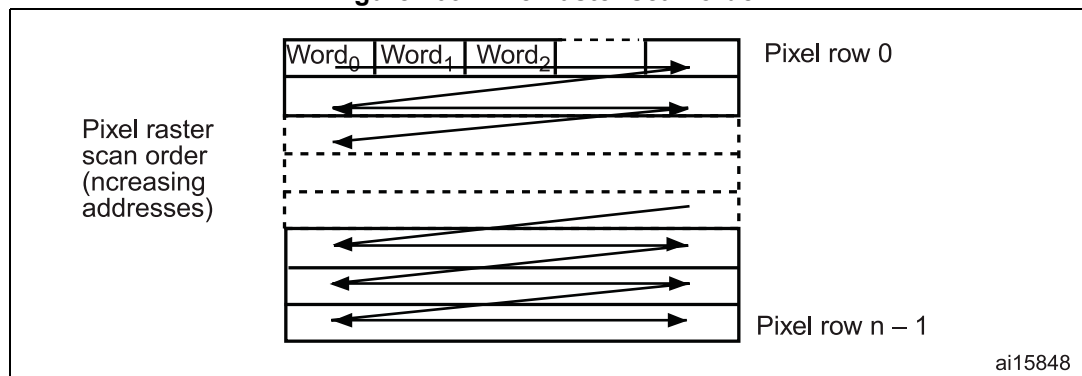 Word0 Word1 Word2
Pixel row 0
Pixel raster
scan order
(ncreasing
addresses)
Pixel row n – 1
ai15848